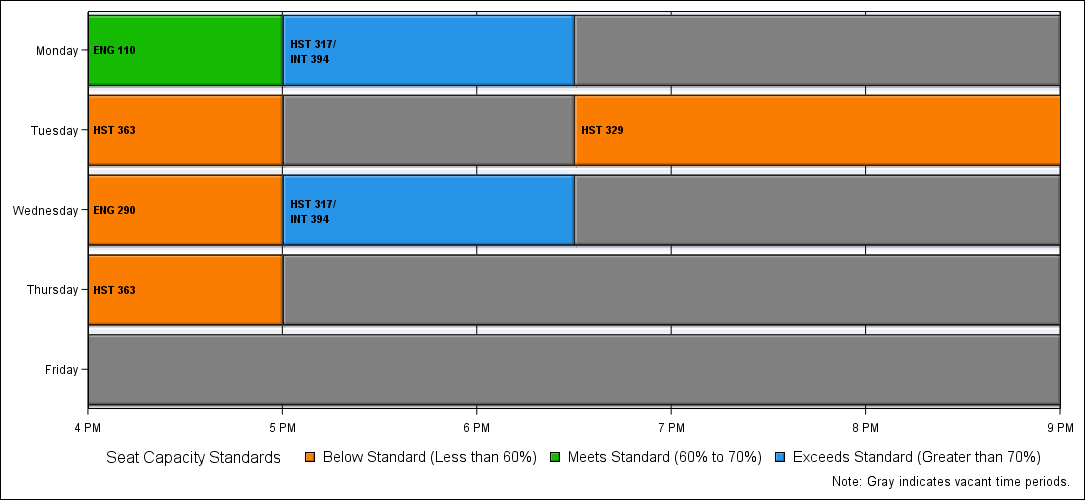 Monday
ENG 110
HST 317/
INT 394
Tuesday
HST 363
HST 329
Wednesday
ENG 290
HST 317/
INT 394
Thursday
HST 363
Friday
4 PM 5 PM 6 PM 7 PM 8 PM 9 PM
Seat Capacity Standards Below Standard (Less than 60%) Meets Standard (60% to 70%) Exceeds Standard (Greater than 70%)
Note: Gray indicates vacant time periods.